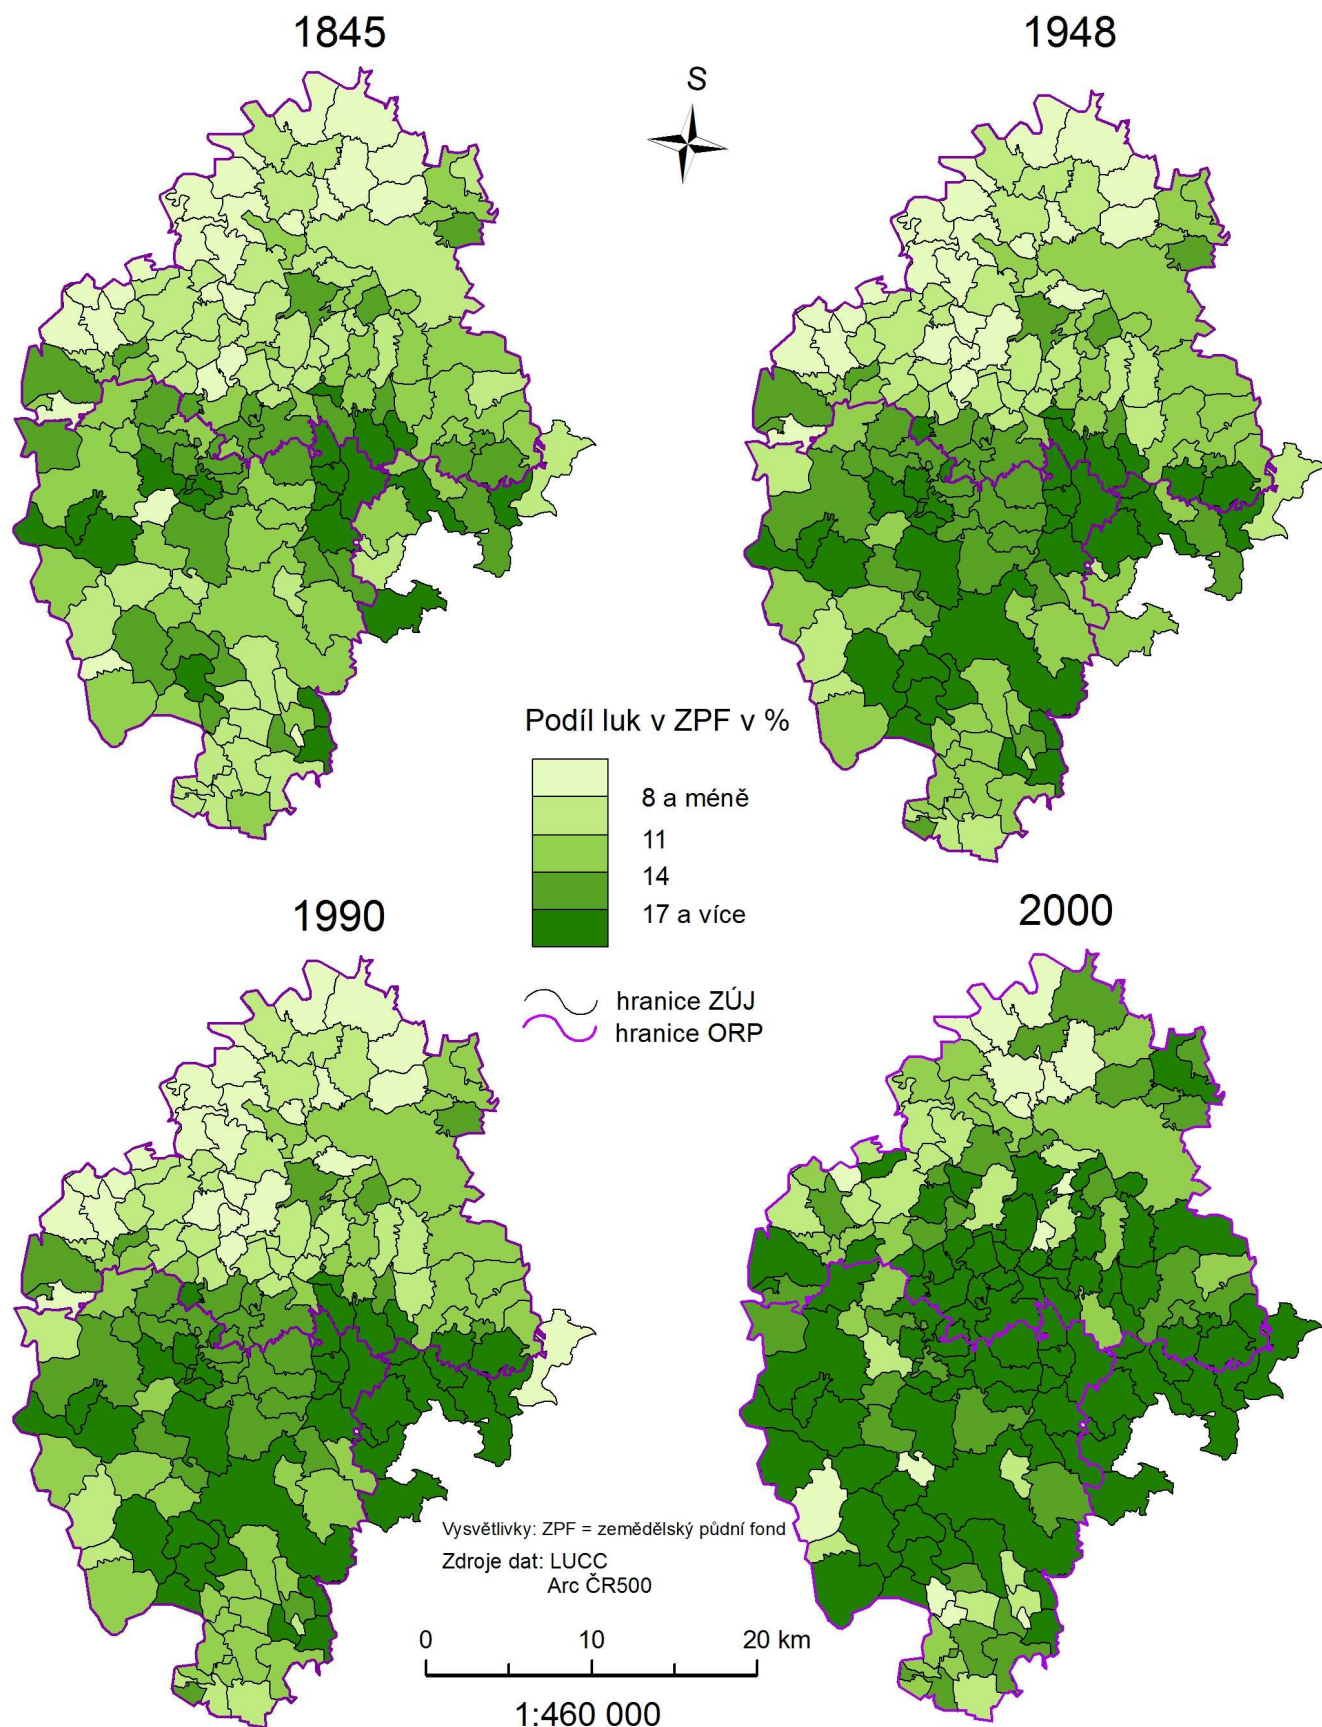 1845
1948
S
Podíl luk v ZPF v %
8 a méně
11
14
17 a více
1990
2000
hranice ZÚJ
hranice ORP
Vysvětlivky: ZPF = zemědělský půdní fond
Zdroje dat: LUCC
Arc ČR500
0 10 20 km
1:460 000